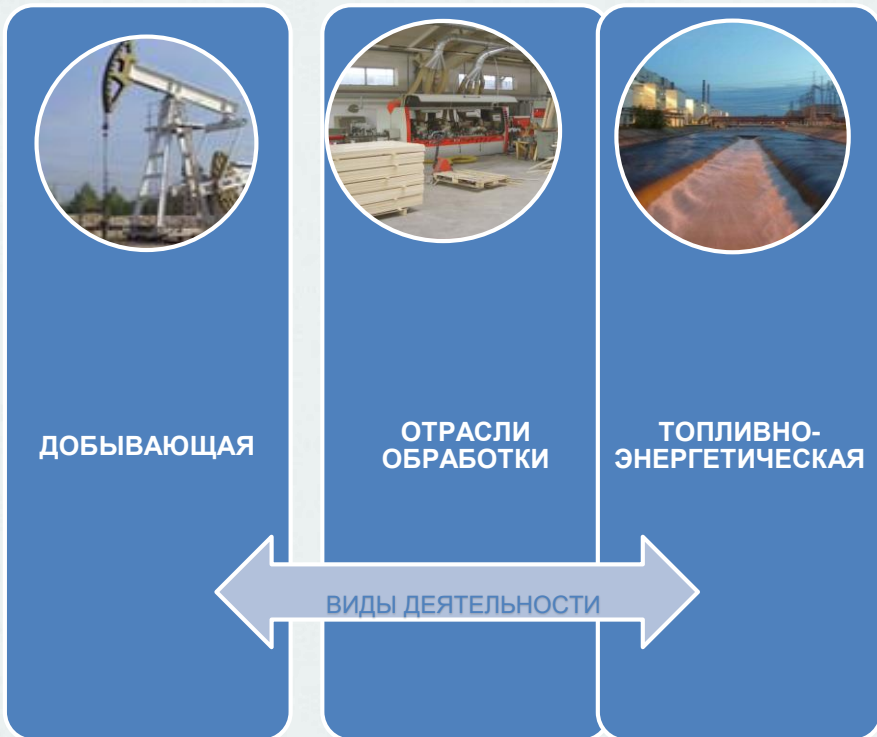 ДОБЫВАЮЩАЯ
ОТРАСЛИ
ОБРАБОТКИ
ТОПЛИВНО-
ЭНЕРГЕТИЧЕСКАЯ
ВИДЫ ДЕЯТЕЛЬНОСТИ